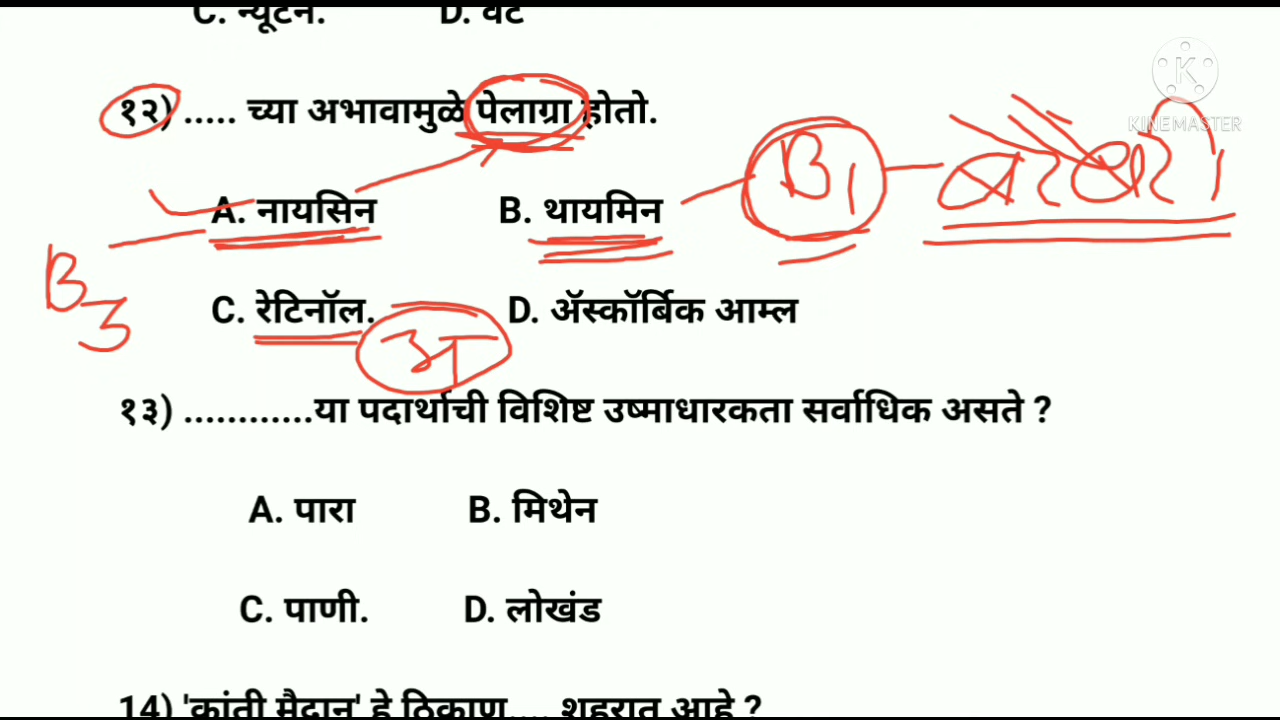 C. न्यूटन. D. वॅट
१२) ..... च्या अभावामुळे पेलाग्रा होतो.
KINEMASTER
B1
A. नायसिन B. थायमिन
B3
C. रेटिनॉल. D. ॲस्कॉर्बिक आम्ल
अ
१३) ............या पदार्थाची विशिष्ट उष्माधारकता सर्वाधिक असते ?
A. पारा B. मिथेन
C. पाणी. D. लोखंड
14) 'क्रांती मैदान' हे ठिकाण.... शहरात आहे ?